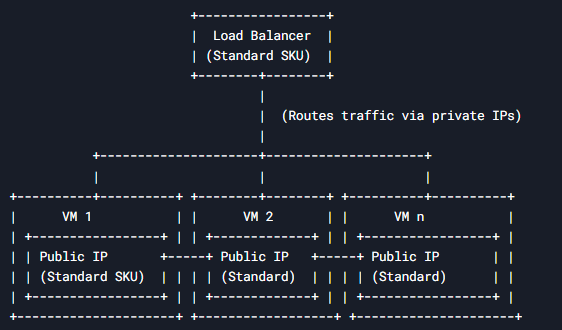 Load Balancer
(Standard SKU)
(Routes traffic via private IPs)
VM 1 VM 2 VM n
Public IP Public IP Public IP
(Standard SKU) (Standard) (Standard)